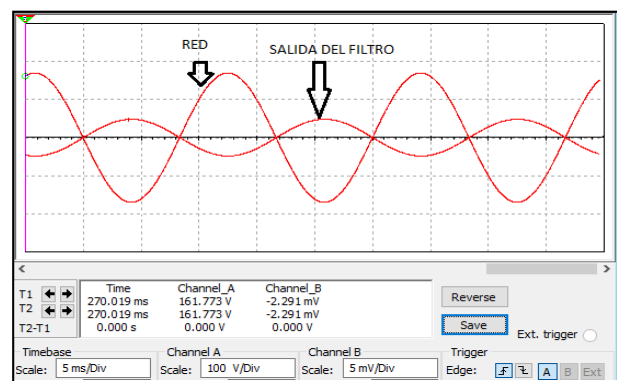 RED
SALIDA DEL FILTRO
Time Channel_A Channel_B
T1 270.019 ms 161.773 V -2.291 mV
T2 270.019 ms 161.773 V -2.291 mV
T2-T1 0.000 s 0.000 V 0.000 V
Reverse
Save
Ext. trigger
Timebase Channel A Channel B Trigger
Scale: 5 ms/Div Scale: 100 V/Div Scale: 5 mV/Div Edge: A B Ext